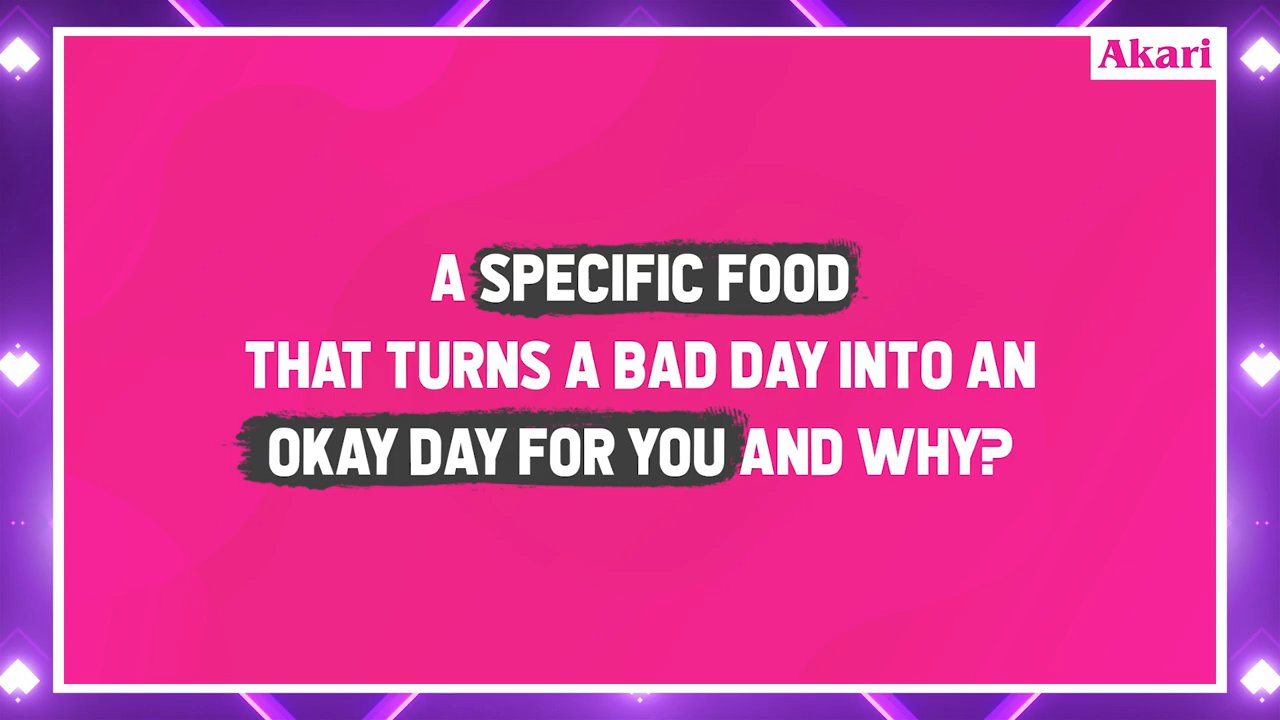 Akari
A SPECIFIC FOOD
THAT TURNS A BAD DAY INTO AN
OKAY DAY FOR YOU AND WHY?